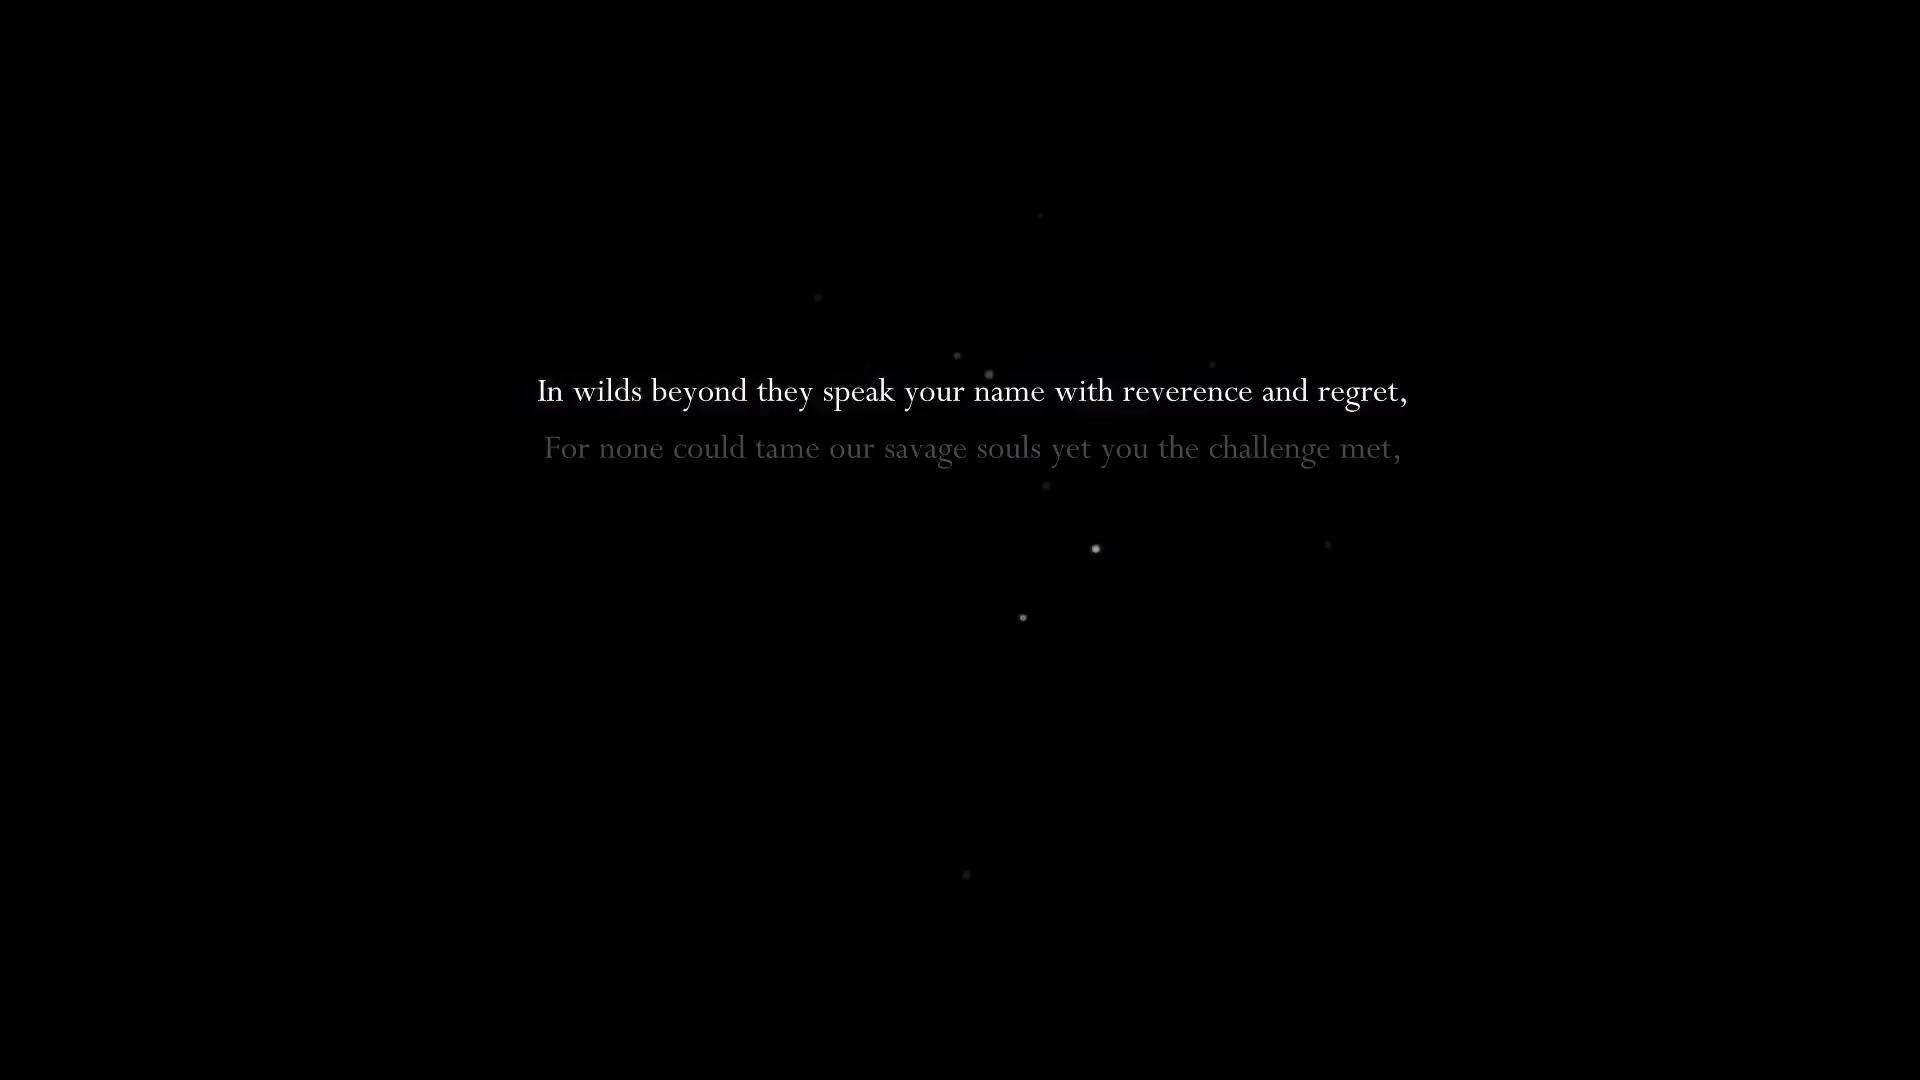 In wilds beyond they speak your name with reverence and regret,
For none could tame our savage souls yet you the challenge met,